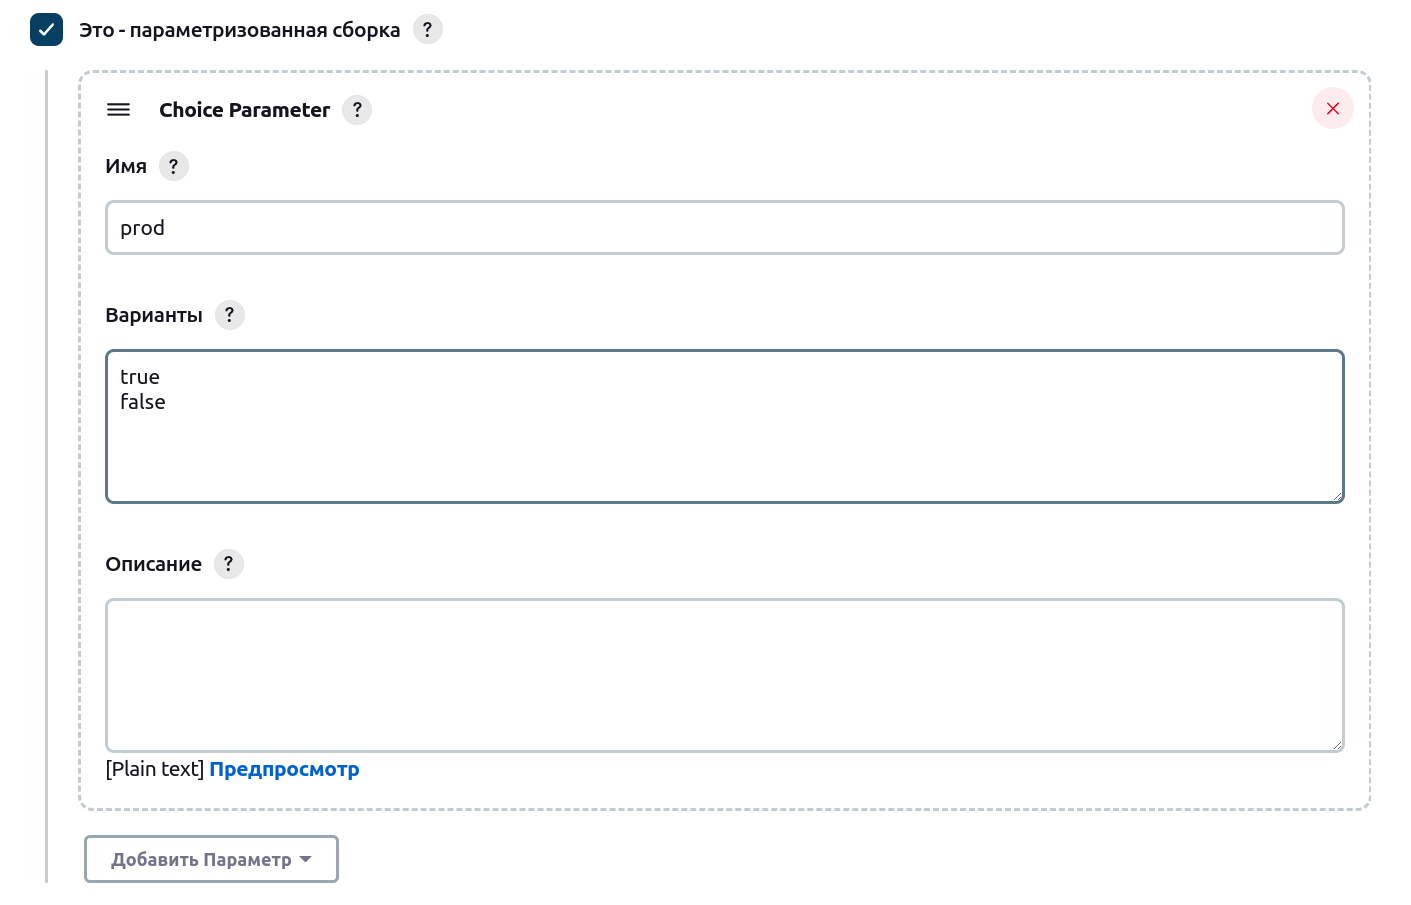 Это - параметризованная сборка ?
Choice Parameter ?
Имя ?
prod
Варианты ?
true
false
Описание ?
[Plain text] Предпросмотр
Добавить Параметр